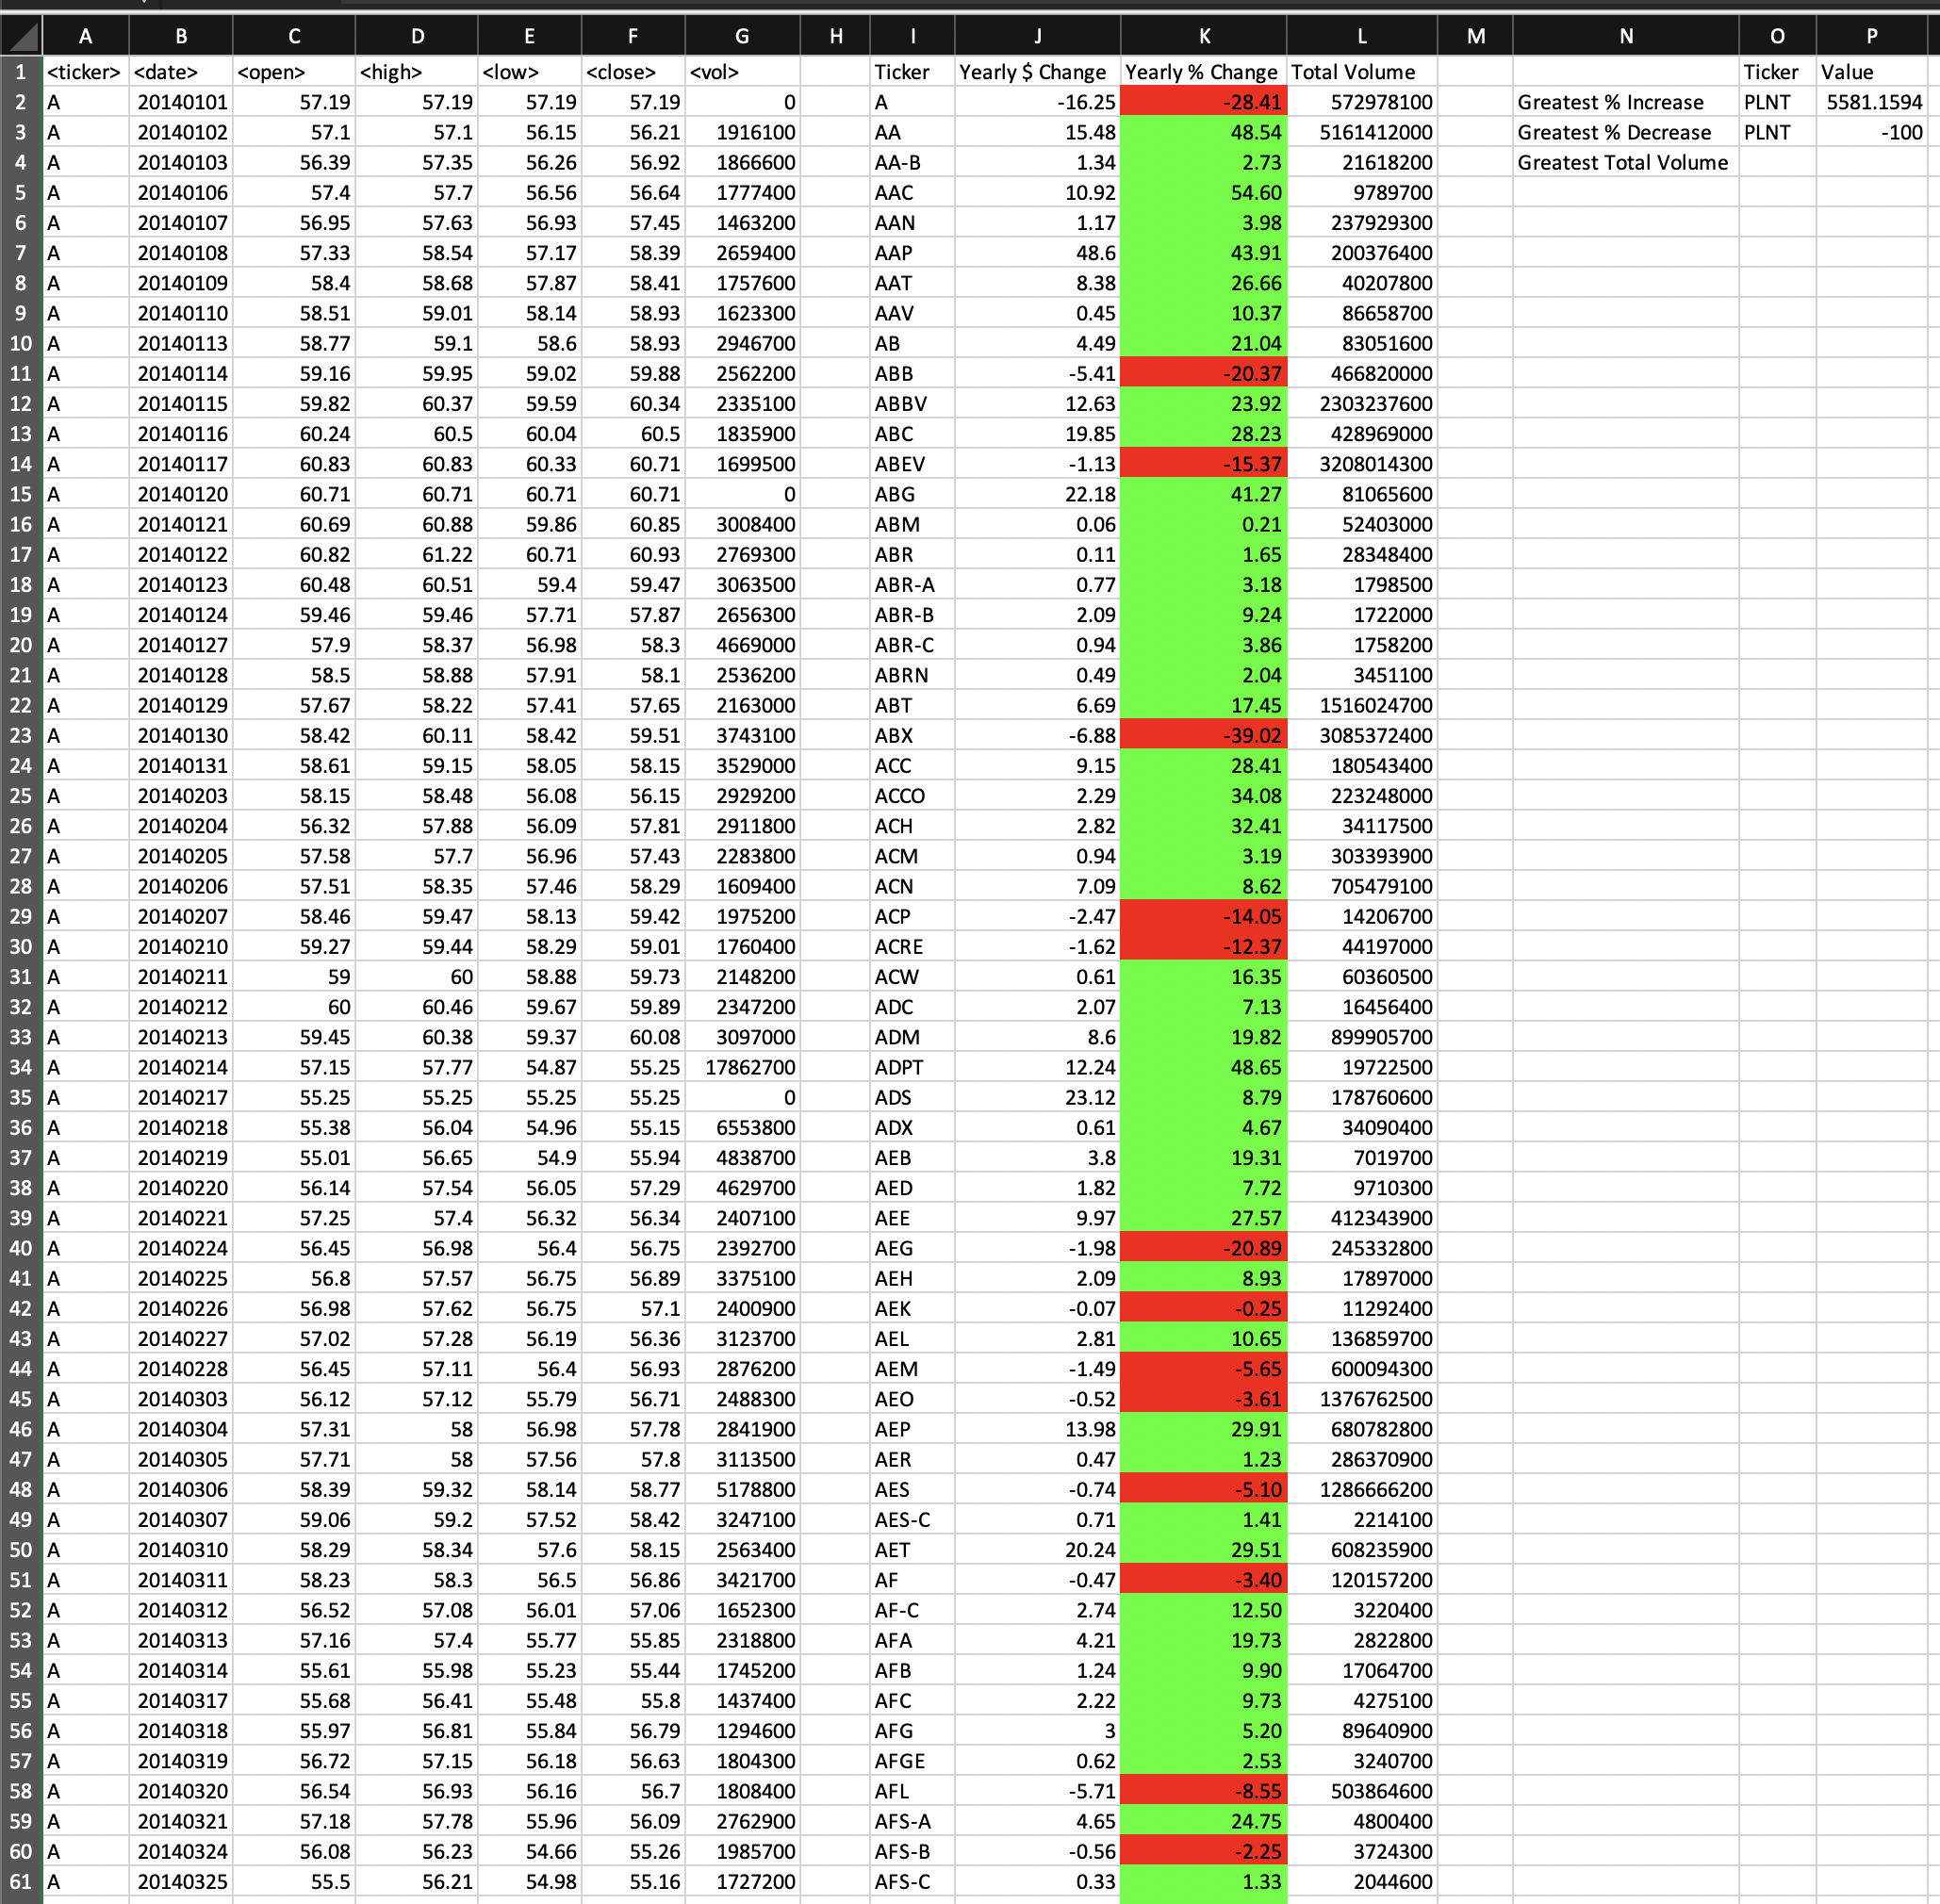 A B C D E F G H I J K L M N O P
1 <ticker> <date> <open> <high> <low> <close> <vol> Ticker Yearly $ Change Yearly % Change Total Volume Ticker Value
2 A 20140101 57.19 57.19 57.19 57.19 0 A -16.25 -28.41 572978100 Greatest % Increase PLNT 5581.1594
3 A 20140102 57.1 57.1 56.15 56.21 1916100 AA 15.48 48.54 5161412000 Greatest % Decrease PLNT -100
4 A 20140103 56.39 57.35 56.26 56.92 1866600 AA-B 1.34 2.73 21618200 Greatest Total Volume
5 A 20140106 57.4 57.7 56.56 56.64 1777400 AAC 10.92 54.60 9789700
6 A 20140107 56.95 57.63 56.93 57.45 1463200 AAN 1.17 3.98 237929300
7 A 20140108 57.33 58.54 57.17 58.39 2659400 AAP 48.6 43.91 200376400
8 A 20140109 58.4 58.68 57.87 58.41 1757600 AAT 8.38 26.66 40207800
9 A 20140110 58.51 59.01 58.14 58.93 1623300 AAV 0.45 10.37 86658700
10 A 20140113 58.77 59.1 58.6 58.93 2946700 AB 4.49 21.04 83051600
11 A 20140114 59.16 59.95 59.02 59.88 2562200 ABB -5.41 -20.37 466820000
12 A 20140115 59.82 60.37 59.59 60.34 2335100 ABBV 12.63 23.92 2303237600
13 A 20140116 60.24 60.5 60.04 60.5 1835900 ABC 19.85 28.23 428969000
14 A 20140117 60.83 60.83 60.33 60.71 1699500 ABEV -1.13 -15.37 3208014300
15 A 20140120 60.71 60.71 60.71 60.71 0 ABG 22.18 41.27 81065600
16 A 20140121 60.69 60.88 59.86 60.85 3008400 ABM 0.06 0.21 52403000
17 A 20140122 60.82 61.22 60.71 60.93 2769300 ABR 0.11 1.65 28348400
18 A 20140123 60.48 60.51 59.4 59.47 3063500 ABR-A 0.77 3.18 1798500
19 A 20140124 59.46 59.46 57.71 57.87 2656300 ABR-B 2.09 9.24 1722000
20 A 20140127 57.9 58.37 56.98 58.3 4669000 ABR-C 0.94 3.86 1758200
21 A 20140128 58.5 58.88 57.91 58.1 2536200 ABRN 0.49 2.04 3451100
22 A 20140129 57.67 58.22 57.41 57.65 2163000 ABT 6.69 17.45 1516024700
23 A 20140130 58.42 60.11 58.42 59.51 3743100 ABX -6.88 -39.02 3085372400
24 A 20140131 58.61 59.15 58.05 58.15 3529000 ACC 9.15 28.41 180543400
25 A 20140203 58.15 58.48 56.08 56.15 2929200 ACCO 2.29 34.08 223248000
26 A 20140204 56.32 57.88 56.09 57.81 2911800 ACH 2.82 32.41 34117500
27 A 20140205 57.58 57.7 56.96 57.43 2283800 ACM 0.94 3.19 303393900
28 A 20140206 57.51 58.35 57.46 58.29 1609400 ACN 7.09 8.62 705479100
29 A 20140207 58.46 59.47 58.13 59.42 1975200 ACP -2.47 -14.05 14206700
30 A 20140210 59.27 59.44 58.29 59.01 1760400 ACRE -1.62 -12.37 44197000
31 A 20140211 59 60 58.88 59.73 2148200 ACW 0.61 16.35 60360500
32 A 20140212 60 60.46 59.67 59.89 2347200 ADC 2.07 7.13 16456400
33 A 20140213 59.45 60.38 59.37 60.08 3097000 ADM 8.6 19.82 899905700
34 A 20140214 57.15 57.77 54.87 55.25 17862700 ADPT 12.24 48.65 19722500
35 A 20140217 55.25 55.25 55.25 55.25 0 ADS 23.12 8.79 178760600
36 A 20140218 55.38 56.04 54.96 55.15 6553800 ADX 0.61 4.67 34090400
37 A 20140219 55.01 56.65 54.9 55.94 4838700 AEB 3.8 19.31 7019700
38 A 20140220 56.14 57.54 56.05 57.29 4629700 AED 1.82 7.72 9710300
39 A 20140221 57.25 57.4 56.32 56.34 2407100 AEE 9.97 27.57 412343900
40 A 20140224 56.45 56.98 56.4 56.75 2392700 AEG -1.98 -20.89 245332800
41 A 20140225 56.8 57.57 56.75 56.89 3375100 AEH 2.09 8.93 17897000
42 A 20140226 56.98 57.62 56.75 57.1 2400900 AEK -0.07 -0.25 11292400
43 A 20140227 57.02 57.28 56.19 56.36 3123700 AEL 2.81 10.65 136859700
44 A 20140228 56.45 57.11 56.4 56.93 2876200 AEM -1.49 -5.65 600094300
45 A 20140303 56.12 57.12 55.79 56.71 2488300 AEO -0.52 -3.61 1376762500
46 A 20140304 57.31 58 56.98 57.78 2841900 AEP 13.98 29.91 680782800
47 A 20140305 57.71 58 57.56 57.8 3113500 AER 0.47 1.23 286370900
48 A 20140306 58.39 59.32 58.14 58.77 5178800 AES -0.74 -5.10 1286666200
49 A 20140307 59.06 59.2 57.52 58.42 3247100 AES-C 0.71 1.41 2214100
50 A 20140310 58.29 58.34 57.6 58.15 2563400 AET 20.24 29.51 608235900
51 A 20140311 58.23 58.3 56.5 56.86 3421700 AF -0.47 -3.40 120157200
52 A 20140312 56.52 57.08 56.01 57.06 1652300 AF-C 2.74 12.50 3220400
53 A 20140313 57.16 57.4 55.77 55.85 2318800 AFA 4.21 19.73 2822800
54 A 20140314 55.61 55.98 55.23 55.44 1745200 AFB 1.24 9.90 17064700
55 A 20140317 55.68 56.41 55.48 55.8 1437400 AFC 2.22 9.73 4275100
56 A 20140318 55.97 56.81 55.84 56.79 1294600 AFG 3 5.20 89640900
57 A 20140319 56.72 57.15 56.18 56.63 1804300 AFGE 0.62 2.53 3240700
58 A 20140320 56.54 56.93 56.16 56.7 1808400 AFL -5.71 -8.55 503864600
59 A 20140321 57.18 57.78 55.96 56.09 2762900 AFS-A 4.65 24.75 4800400
60 A 20140324 56.08 56.23 54.66 55.26 1985700 AFS-B -0.56 -2.25 3724300
61 A 20140325 55.5 56.21 54.98 55.16 1727200 AFS-C 0.33 1.33 2044600